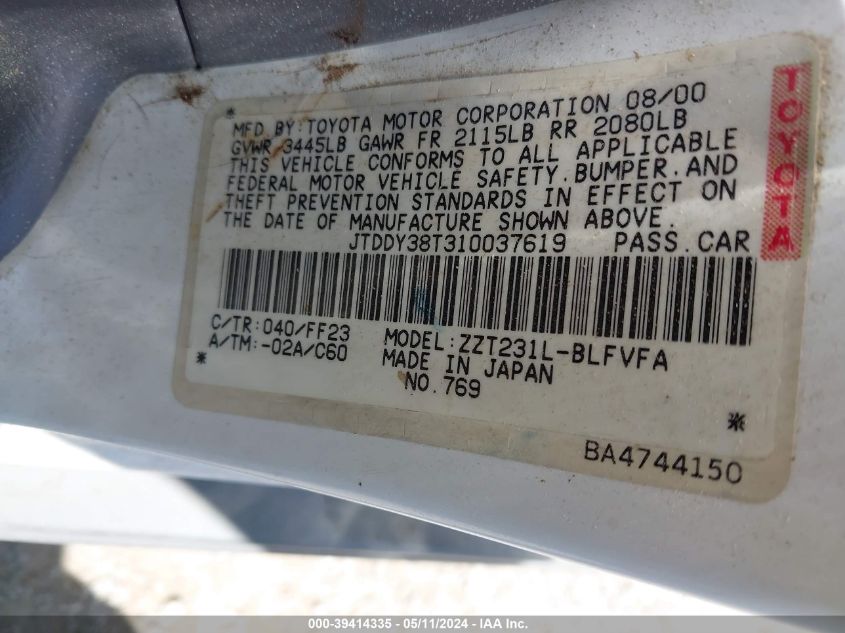 MFD.BY:TOYOTA MOTOR CORPORATION 08/00
GVWR 3445LB GAWR FR 2115LB RR 2080LB
THIS VEHICLE CONFORMS TO ALL APPLICABLE
FEDERAL MOTOR VEHICLE SAFETY.BUMPER.AND
THEFT PREVENTION STANDARDS IN EFFECT ON
THE DATE OF MANUFACTURE SHOWN ABOVE.
JTDDY38T310037619 PASS.CAR
C/TR:040/FF23 MODEL:ZZT231L-BLFVFA
A/TM:-02A/C60 MADE IN JAPAN
NO.769
BA4744150
TOYOTA
000-39414335 - 05/11/2024 - IAA Inc.